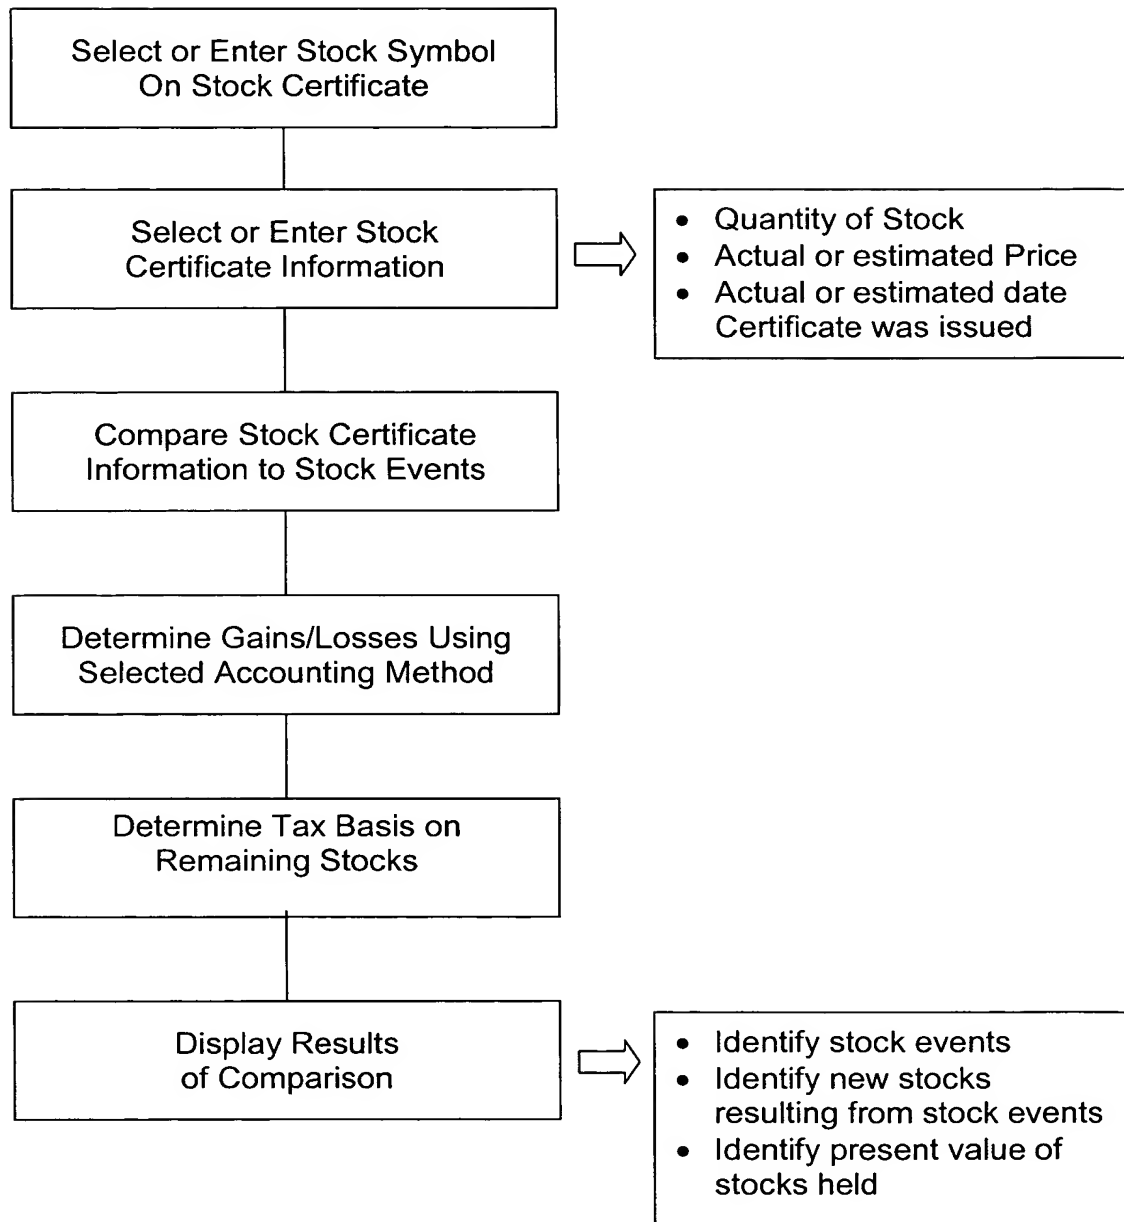 Select or Enter Stock Symbol
On Stock Certificate
Select or Enter Stock
Certificate Information
• Quantity of Stock
• Actual or estimated Price
• Actual or estimated date
Certificate was issued
Compare Stock Certificate
Information to Stock Events
Determine Gains/Losses Using
Selected Accounting Method
Determine Tax Basis on
Remaining Stocks
Display Results
of Comparison
• Identify stock events
• Identify new stocks
resulting from stock events
• Identify present value of
stocks held